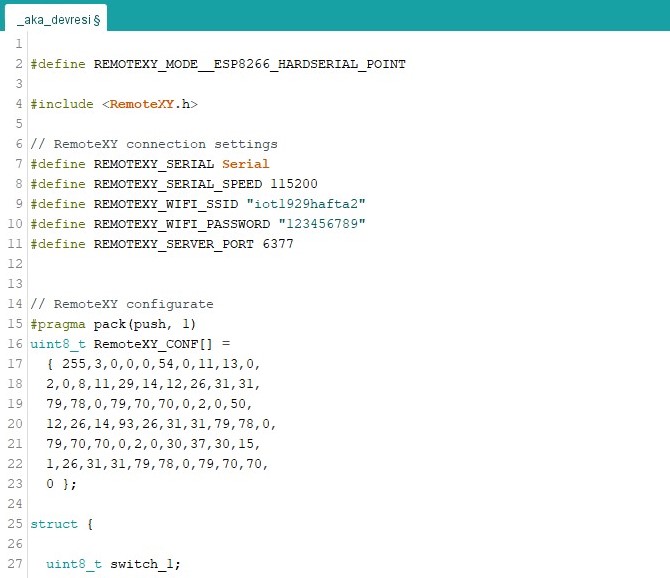 _aka_devresi §
1
2 #define REMOTEXY_MODE__ESP8266_HARDSERIAL_POINT
3
4 #include <RemoteXY.h>
5
6 // RemoteXY connection settings
7 #define REMOTEXY_SERIAL Serial
8 #define REMOTEXY_SERIAL_SPEED 115200
9 #define REMOTEXY_WIFI_SSID "iot1929hafta2"
10 #define REMOTEXY_WIFI_PASSWORD "123456789"
11 #define REMOTEXY_SERVER_PORT 6377
12
13
14 // RemoteXY configurate
15 #pragma pack(push, 1)
16 uint8_t RemoteXY_CONF[] =
17 { 255,3,0,0,0,54,0,11,13,0,
18 2,0,8,11,29,14,12,26,31,31,
19 79,78,0,79,70,70,0,2,0,50,
20 12,26,14,93,26,31,31,79,78,0,
21 79,70,70,0,2,0,30,37,30,15,
22 1,26,31,31,79,78,0,79,70,70,
23 0 };
24
25 struct {
26
27 uint8_t switch_1;